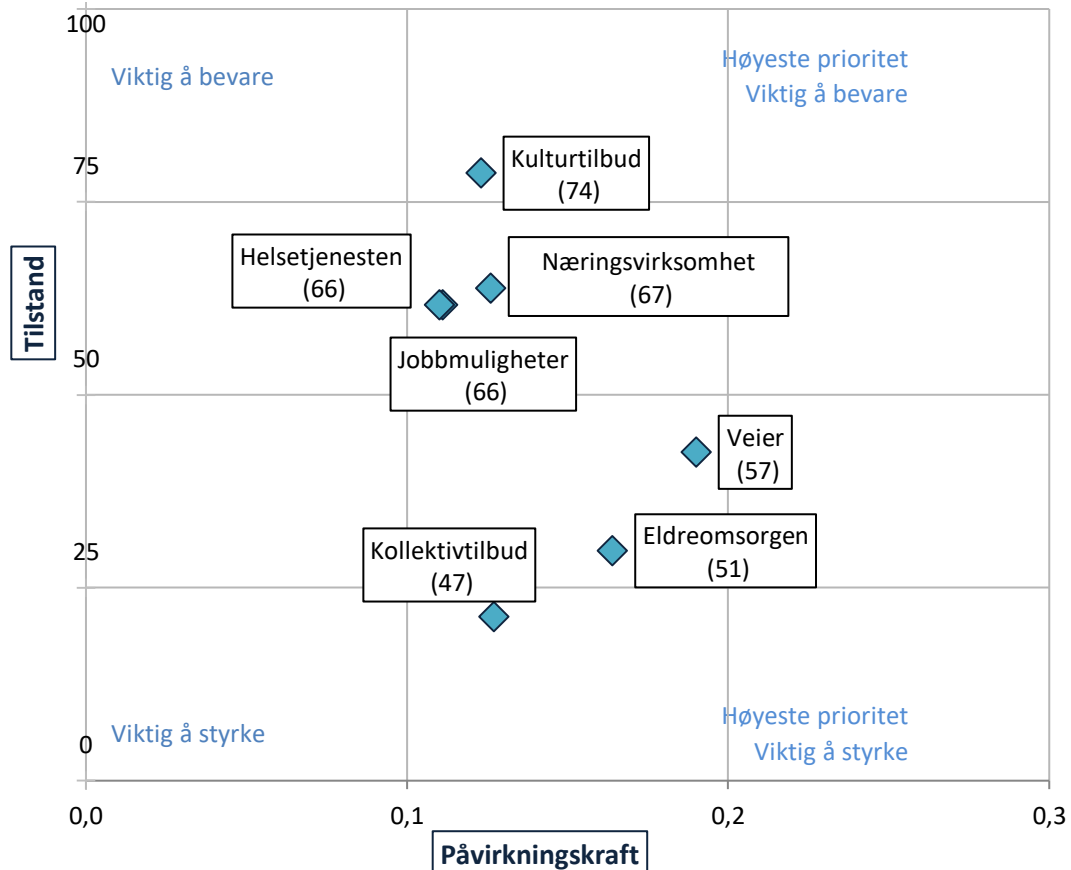 100
Viktig å bevare
Høyeste prioritet
Viktig å bevare
Kulturtilbud
(74)
75
Tilstand
Helsetjenesten
(66)
Næringsvirksomhet
(67)
50
Jobbmuligheter
(66)
Veier
(57)
25
Kollektivtilbud
(47)
Eldreomsorgen
(51)
0
Viktig å styrke
Høyeste prioritet
Viktig å styrke
0,0
0,1
0,2
0,3
Påvirkningskraft